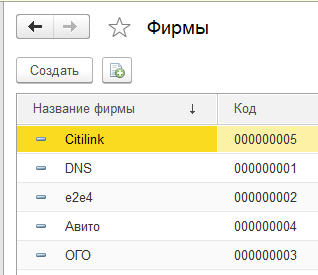 Фирмы
Создать
Название фирмы ↓ Код
Citilink 000000005
DNS 000000001
e2e4 000000002
Авито 000000004
ОГО 000000003